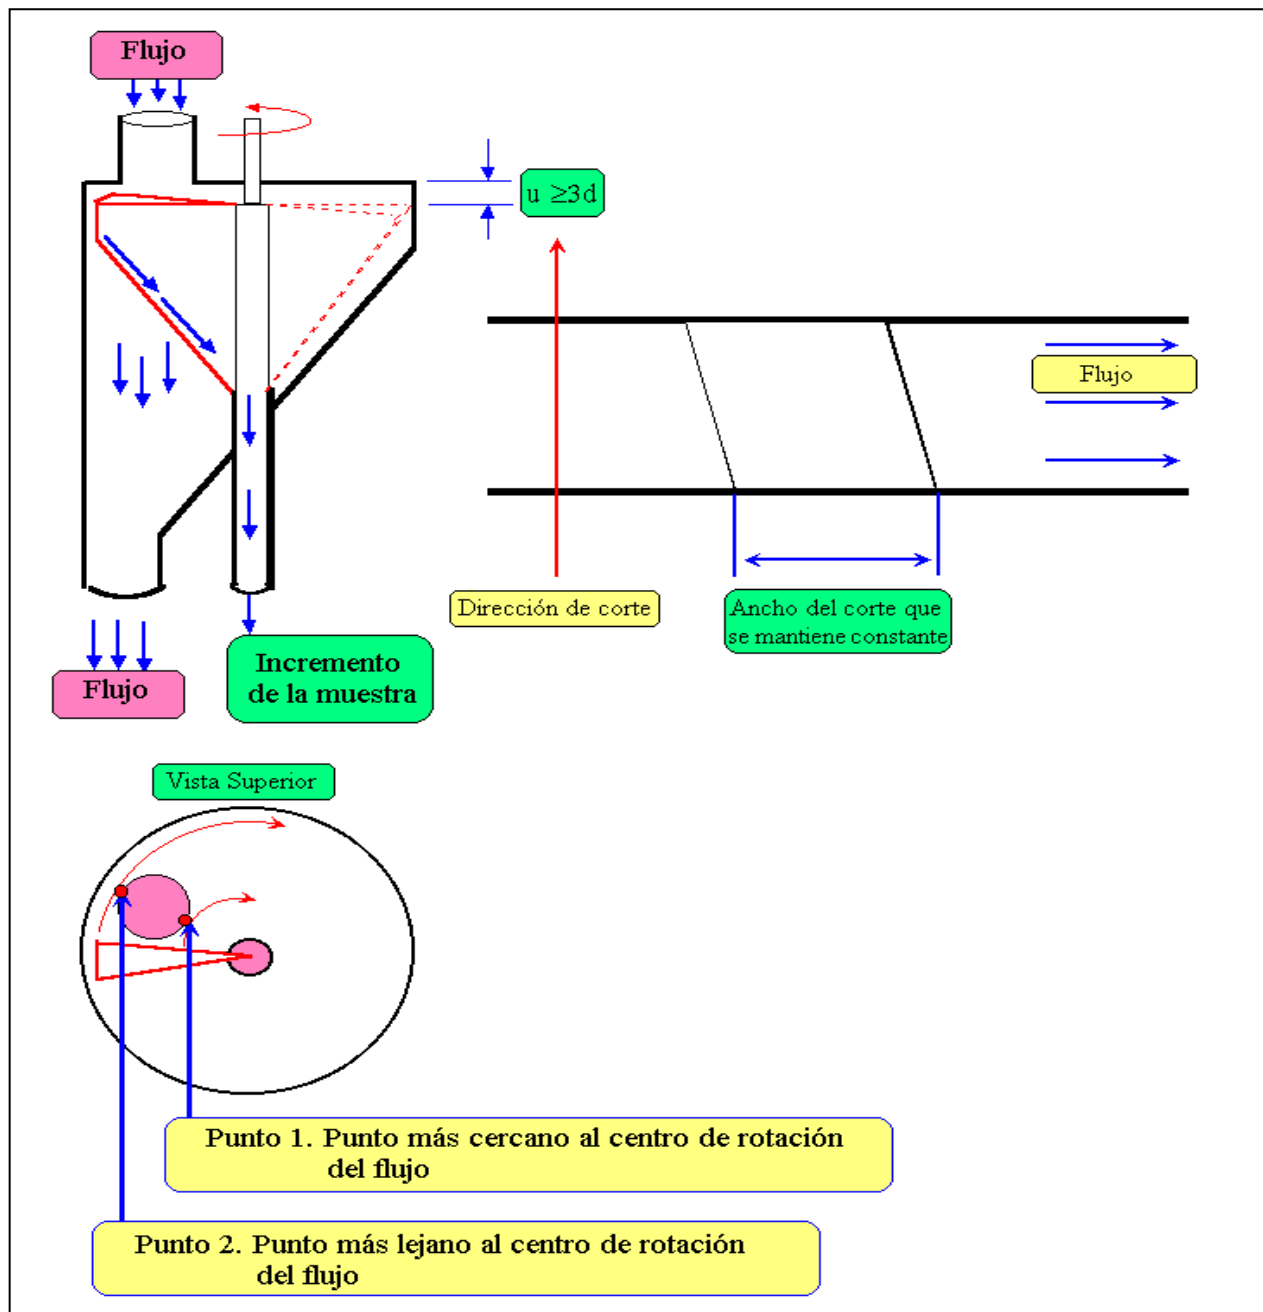 Flujo
u ≥3d
Flujo
Dirección de corte
Ancho del corte que
se mantiene constante
Incremento
de la muestra
Flujo
Vista Superior
Punto 1. Punto más cercano al centro de rotación
del flujo
Punto 2. Punto más lejano al centro de rotación
del flujo